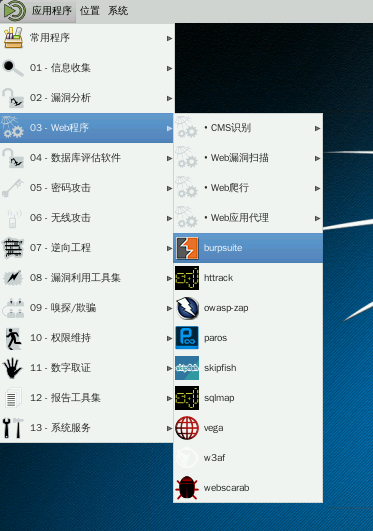 应用程序 位置 系统
常用程序
01 - 信息收集
02 - 漏洞分析
03 - Web程序
04 - 数据库评估软件
05 - 密码攻击
06 - 无线攻击
07 - 逆向工程
08 - 漏洞利用工具集
09 - 嗅探/欺骗
10 - 权限维持
11 - 数字取证
12 - 报告工具集
13 - 系统服务
• CMS识别
• Web漏洞扫描
• Web爬行
• Web应用代理
burpsuite
httrack
owasp-zap
paros
skipfish
sqlmap
vega
w3af
webscarab